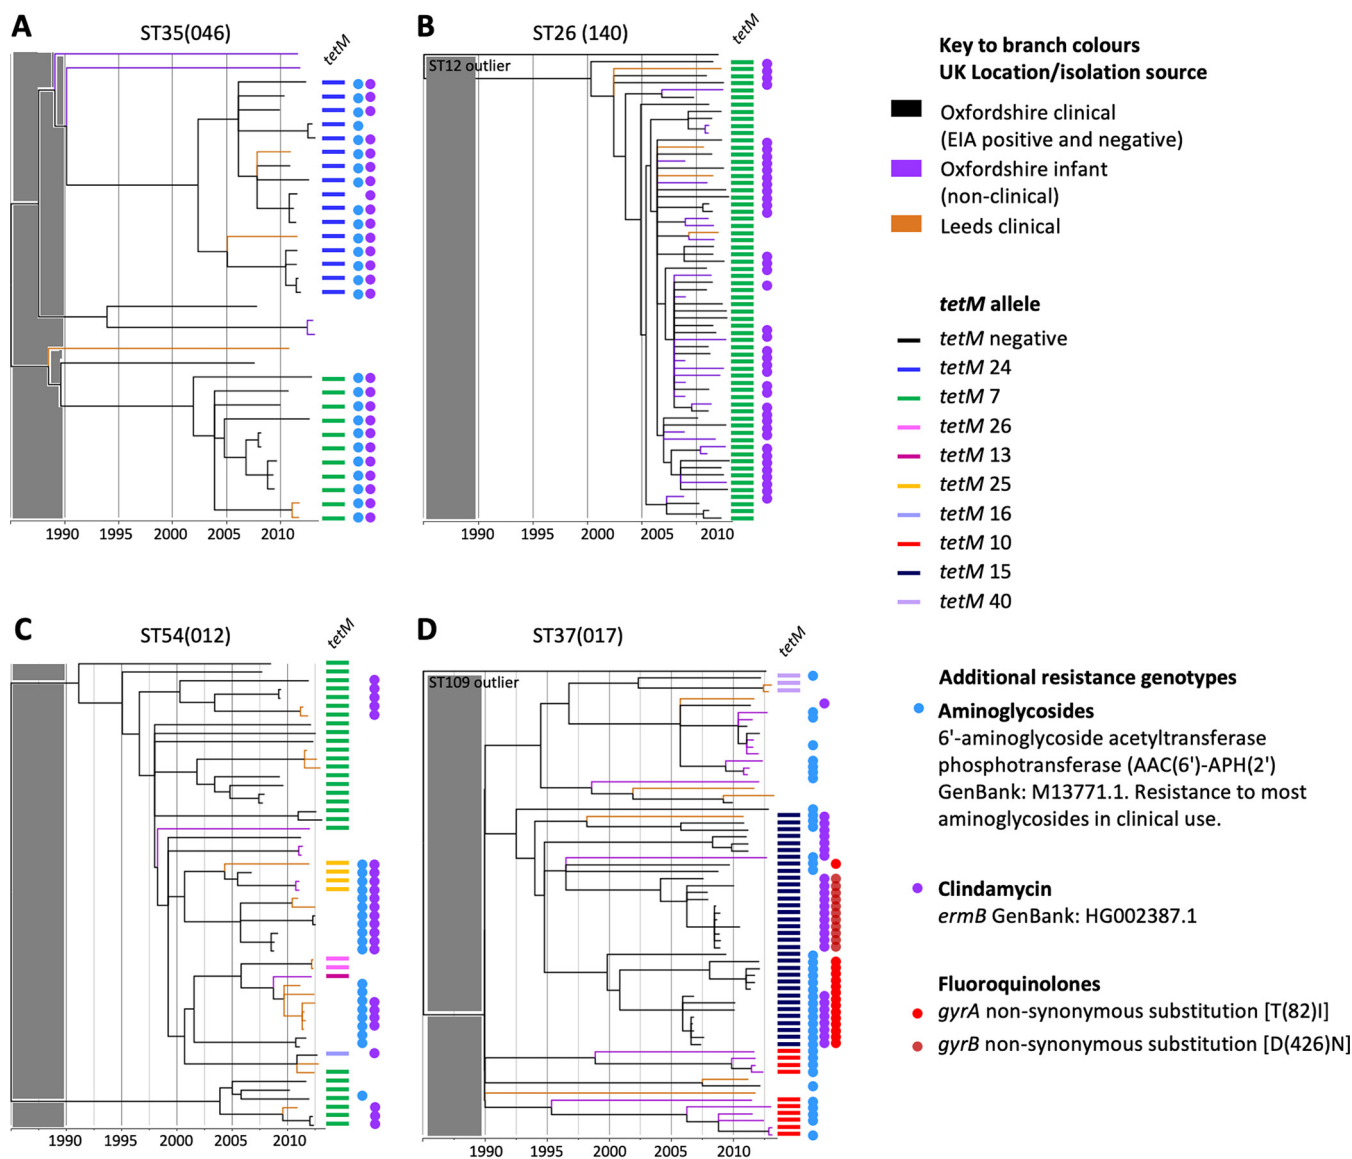 A
ST35(046)
tetM
1990 1995 2000 2005 2010
B
ST26 (140)
tetM
ST12 outlier
1990 1995 2000 2005 2010
C
ST54(012)
tetM
1990 1995 2000 2005 2010
D
ST37(017)
tetM
ST109 outlier
1990 1995 2000 2005 2010
Key to branch colours
UK Location/isolation source
Oxfordshire clinical
(EIA positive and negative)
Oxfordshire infant
(non-clinical)
Leeds clinical
tetM allele
tetM negative
tetM 24
tetM 7
tetM 26
tetM 13
tetM 25
tetM 16
tetM 10
tetM 15
tetM 40
Additional resistance genotypes
Aminoglycosides
6'-aminoglycoside acetyltransferase
phosphotransferase (AAC(6')-APH(2')
GenBank: M13771.1. Resistance to most
aminoglycosides in clinical use.
Clindamycin
ermB GenBank: HG002387.1
Fluoroquinolones
gyrA non-synonymous substitution [T(82)I]
gyrB non-synonymous substitution [D(426)N]